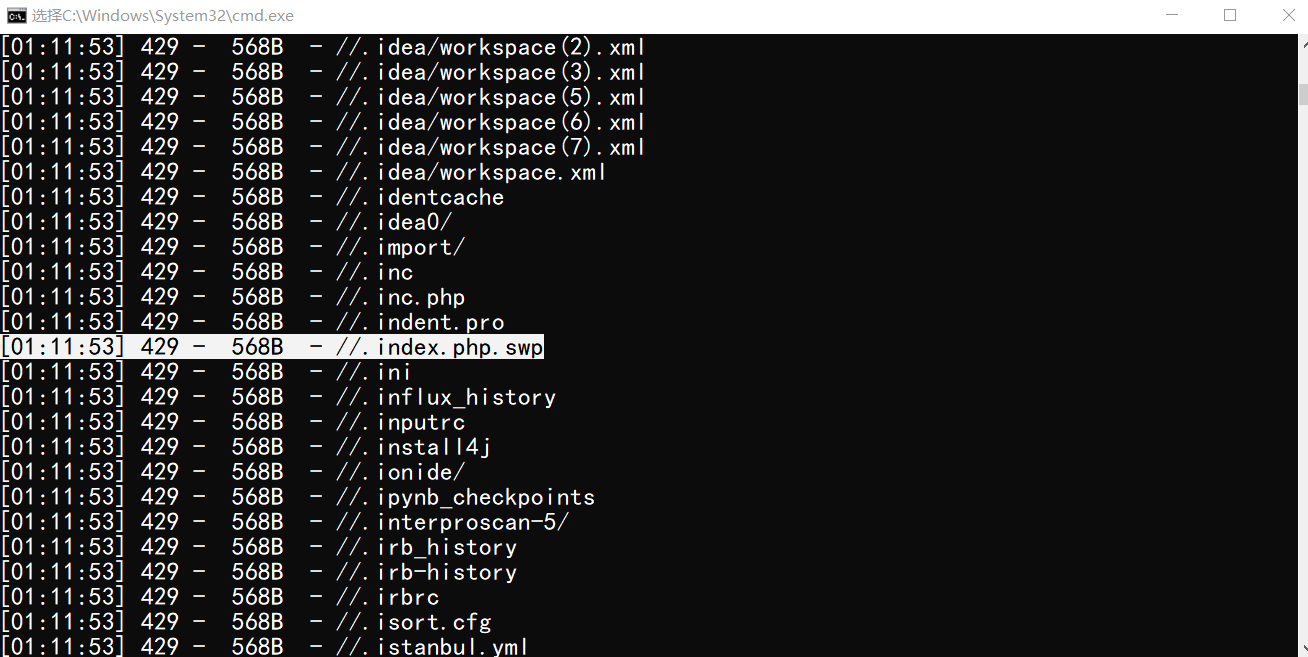 选择C:\Windows\System32\cmd.exe
[01:11:53] 429 -  568B  - //.idea/workspace(2).xml
[01:11:53] 429 -  568B  - //.idea/workspace(3).xml
[01:11:53] 429 -  568B  - //.idea/workspace(5).xml
[01:11:53] 429 -  568B  - //.idea/workspace(6).xml
[01:11:53] 429 -  568B  - //.idea/workspace(7).xml
[01:11:53] 429 -  568B  - //.idea/workspace.xml
[01:11:53] 429 -  568B  - //.identcache
[01:11:53] 429 -  568B  - //.idea0/
[01:11:53] 429 -  568B  - //.import/
[01:11:53] 429 -  568B  - //.inc
[01:11:53] 429 -  568B  - //.inc.php
[01:11:53] 429 -  568B  - //.indent.pro
[01:11:53] 429 -  568B  - //.index.php.swp
[01:11:53] 429 -  568B  - //.ini
[01:11:53] 429 -  568B  - //.influx_history
[01:11:53] 429 -  568B  - //.inputrc
[01:11:53] 429 -  568B  - //.install4j
[01:11:53] 429 -  568B  - //.ionide/
[01:11:53] 429 -  568B  - //.ipynb_checkpoints
[01:11:53] 429 -  568B  - //.interproscan-5/
[01:11:53] 429 -  568B  - //.irb_history
[01:11:53] 429 -  568B  - //.irb-history
[01:11:53] 429 -  568B  - //.irbrc
[01:11:53] 429 -  568B  - //.isort.cfg
[01:11:53] 429 -  568B  - //.istanbul.yml